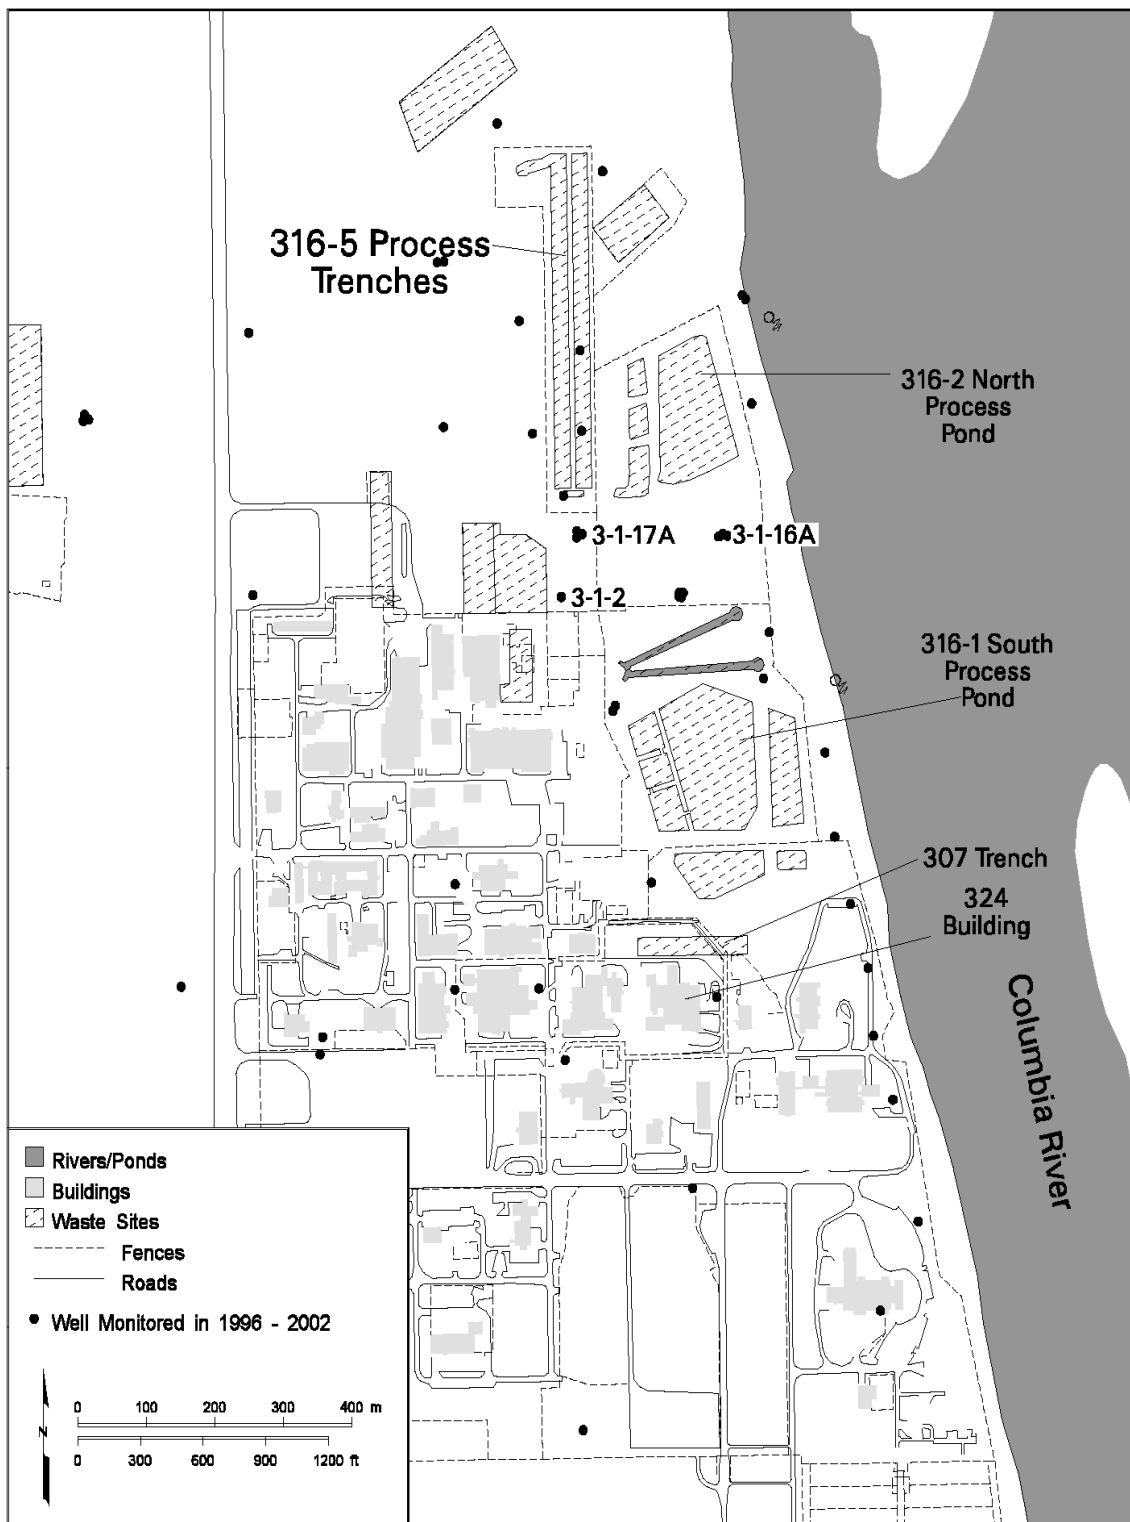 316-5 Process
Trenches
316-2 North
Process
Pond
3-1-17A
3-1-16A
3-1-2
316-1 South
Process
Pond
307 Trench
324
Building
Columbia River
Rivers/Ponds
Buildings
Waste Sites
Fences
Roads
Well Monitored in 1996 - 2002
0 100 200 300 400 m
0 300 600 900 1200 ft
N